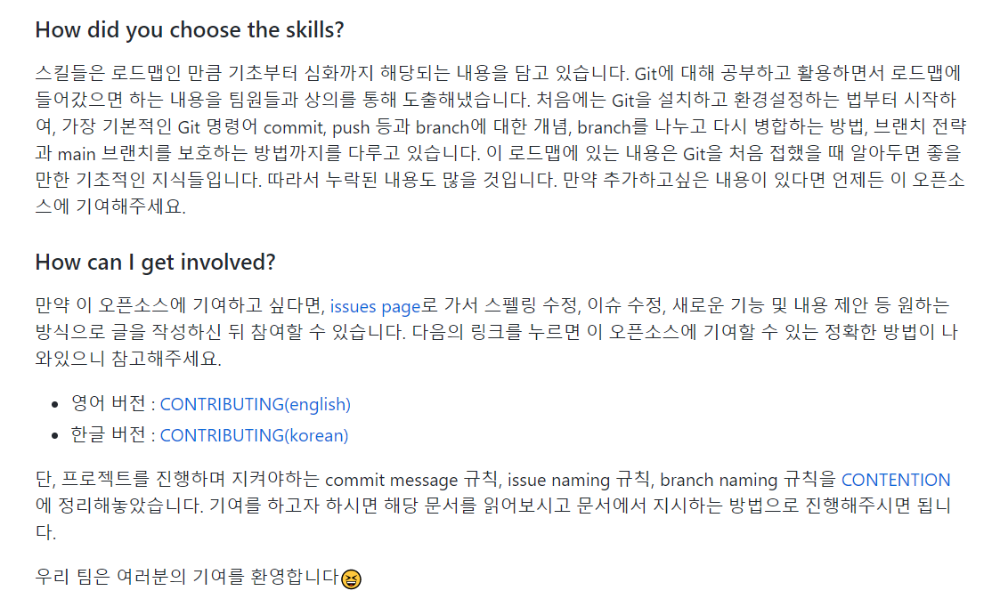 How did you choose the skills?
스킬들은 로드맵인 만큼 기초부터 심화까지 해당되는 내용을 담고 있습니다. Git에 대해 공부하고 활용하면서 로드맵에
들어갔으면 하는 내용을 팀원들과 상의를 통해 도출해냈습니다. 처음에는 Git을 설치하고 환경설정하는 법부터 시작하
여, 가장 기본적인 Git 명령어 commit, push 등과 branch에 대한 개념, branch를 나누고 다시 병합하는 방법, 브랜치 전략
과 main 브랜치를 보호하는 방법까지를 다루고 있습니다. 이 로드맵에 있는 내용은 Git을 처음 접했을 때 알아두면 좋을
만한 기초적인 지식들입니다. 따라서 누락된 내용도 많을 것입니다. 만약 추가하고싶은 내용이 있다면 언제든 이 오픈소
스에 기여해주세요.
How can I get involved?
만약 이 오픈소스에 기여하고 싶다면, issues page로 가서 스펠링 수정, 이슈 수정, 새로운 기능 및 내용 제안 등 원하는
방식으로 글을 작성하신 뒤 참여할 수 있습니다. 다음의 링크를 누르면 이 오픈소스에 기여할 수 있는 정확한 방법이 나
와있으니 참고해주세요.
• 영어 버전 : CONTRIBUTING(english)
• 한글 버전 : CONTRIBUTING(korean)
단, 프로젝트를 진행하며 지켜야하는 commit message 규칙, issue naming 규칙, branch naming 규칙을 CONTENTION
에 정리해놓았습니다. 기여를 하고자 하시면 해당 문서를 읽어보시고 문서에서 지시하는 방법으로 진행해주시면 됩니
다.
우리 팀은 여러분의 기여를 환영합니다😆